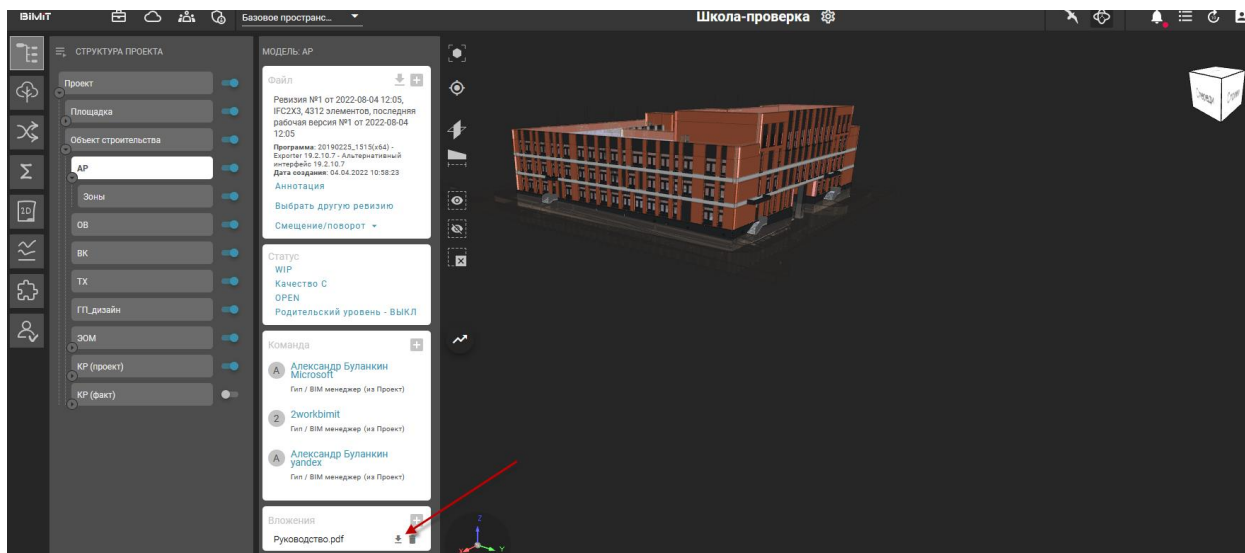 BIMIT
Базовое пространс...
Школа-проверка
СТРУКТУРА ПРОЕКТА
Проект
Площадка
Объект строительства
АР
Зоны
ОВ
ВК
ТХ
ГП_дизайн
ЭОМ
КР (проект)
КР (факт)
2D
МОДЕЛЬ: АР
Файл
Ревизия №1 от 2022-08-04 12:05,
IFC2X3, 4312 элементов, последняя
рабочая версия №1 от 2022-08-04
12:05
Программа: 20190225_1515(x64) -
Exporter 19.2.10.7 - Альтернативный
интерфейс 19.2.10.7
Дата создания: 04.04.2022 10:58:23
Аннотация
Выбрать другую ревизию
Смещение/поворот
Статус
WIP
Качество C
OPEN
Родительский уровень - ВЫКЛ
Команда
А Александр Буланкин
Microsoft
Гип / BIM менеджер (из Проект)
2 2workbimit
Гип / BIM менеджер (из Проект)
А Александр Буланкин
yandex
Гип / BIM менеджер (из Проект)
Вложения
Руководство.pdf
Z
X Y